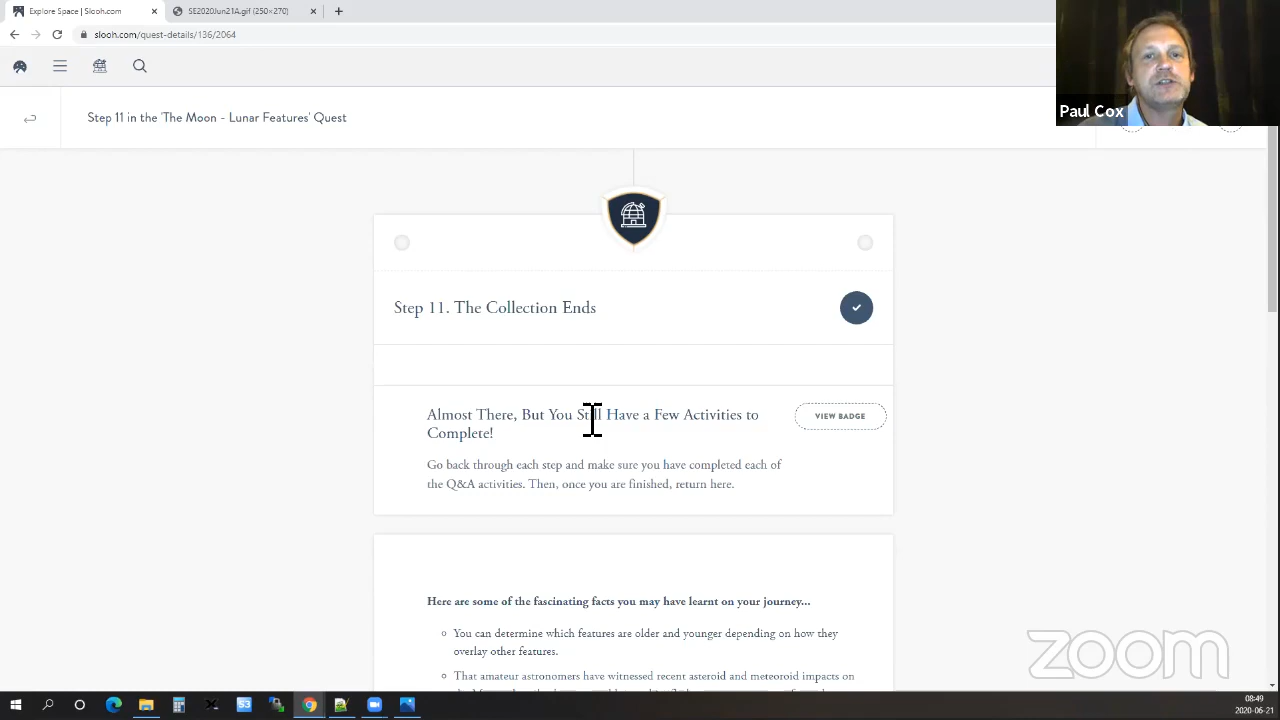 Explore Space | Slooh.com
SE2020Jun21A.gif (250×270)
slooh.com/quest-details/136/2064
Step 11 in the 'The Moon - Lunar Features' Quest
Paul Cox
Step 11. The Collection Ends
Almost There, But You Still Have a Few Activities to
Complete!
VIEW BADGE
Go back through each step and make sure you have completed each of
the Q&A activities. Then, once you are finished, return here.
Here are some of the fascinating facts you may have learnt on your journey...
You can determine which features are older and younger depending on how they
overlay other features.
That amateur astronomers have witnessed recent asteroid and meteoroid impacts on
zoom
08:49
2020-06-21